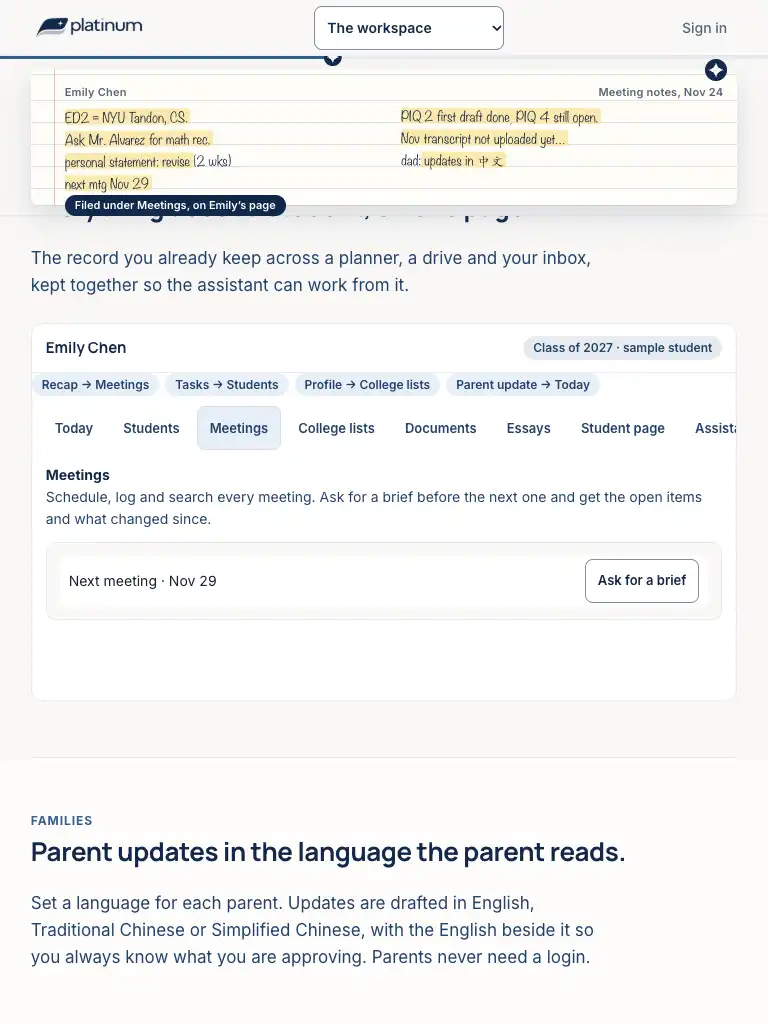 platinum
The workspace
Sign in
Emily Chen
Meeting notes, Nov 24
ED2 = NYU Tandon, CS.
Ask Mr. Alvarez for math rec.
personal statement: revise (2 wks)
next mtg Nov 29
PIQ 2 first draft done, PIQ 4 still open.
Nov transcript not uploaded yet...
dad: updates in 中文
Filed under Meetings, on Emily's page
The record you already keep across a planner, a drive and your inbox,
kept together so the assistant can work from it.
Emily Chen
Class of 2027 · sample student
Recap → Meetings
Tasks → Students
Profile → College lists
Parent update → Today
Today
Students
Meetings
College lists
Documents
Essays
Student page
Meetings
Schedule, log and search every meeting. Ask for a brief before the next one and get the open items
and what changed since.
Next meeting · Nov 29
Ask for a brief
FAMILIES
Parent updates in the language the parent reads.
Set a language for each parent. Updates are drafted in English,
Traditional Chinese or Simplified Chinese, with the English beside it so
you always know what you are approving. Parents never need a login.